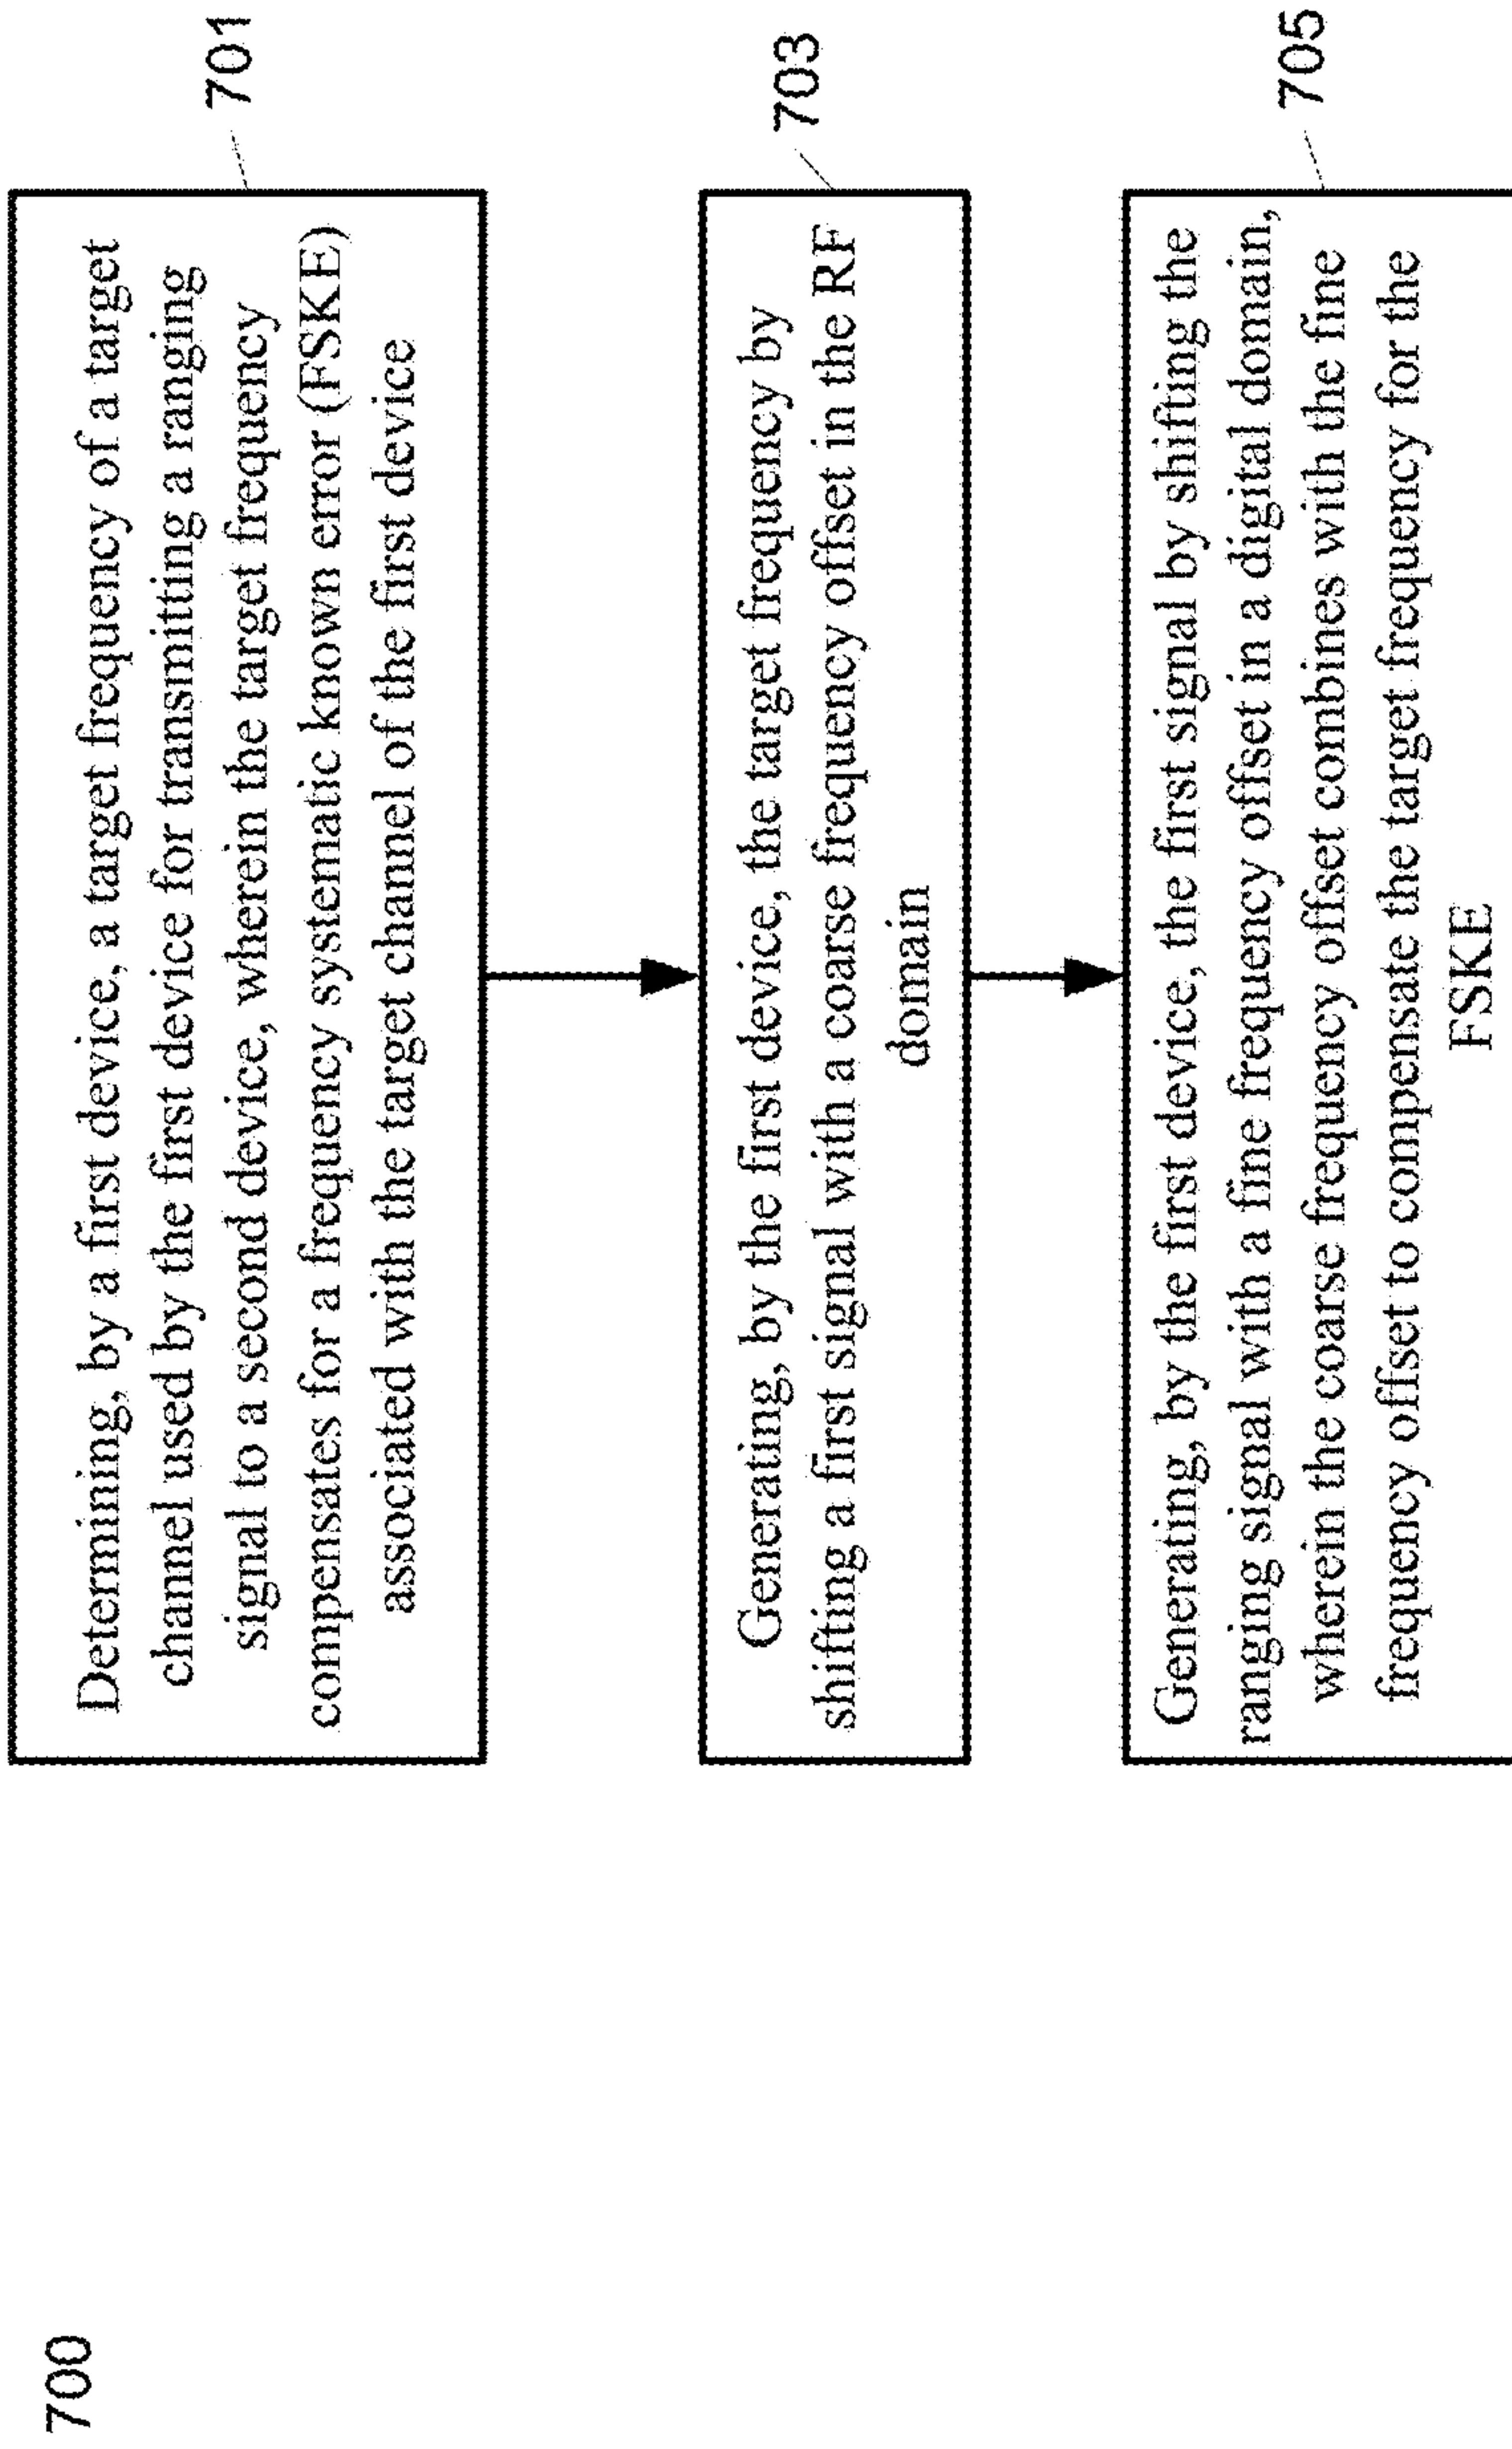 700
Determining, by a first device, a target frequency of a target
channel used by the first device for transmitting a ranging
signal to a second device, wherein the target frequency
compensates for a frequency systematic known error (FSKE)
associated with the target channel of the first device
701
Generating, by the first device, the target frequency by
shifting a first signal with a coarse frequency offset in the RF
domain
703
Generating, by the first device, the first signal by shifting the
ranging signal with a fine frequency offset in a digital domain,
wherein the coarse frequency offset combines with the fine
frequency offset to compensate the target frequency for the
FSKE
705